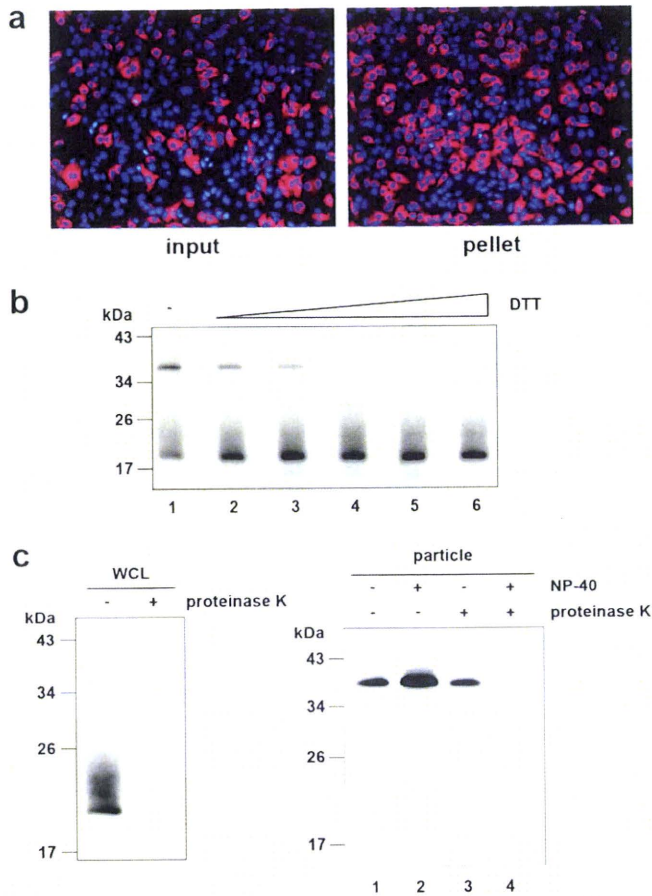 a
input pellet
b
kDa - DTT
43
34
26
17
1 2 3 4 5 6
c
WCL
- + proteinase K
kDa
43
34
26
17
particle
- + - + NP-40
- - + + proteinase K
kDa
43
34
26
17
1 2 3 4